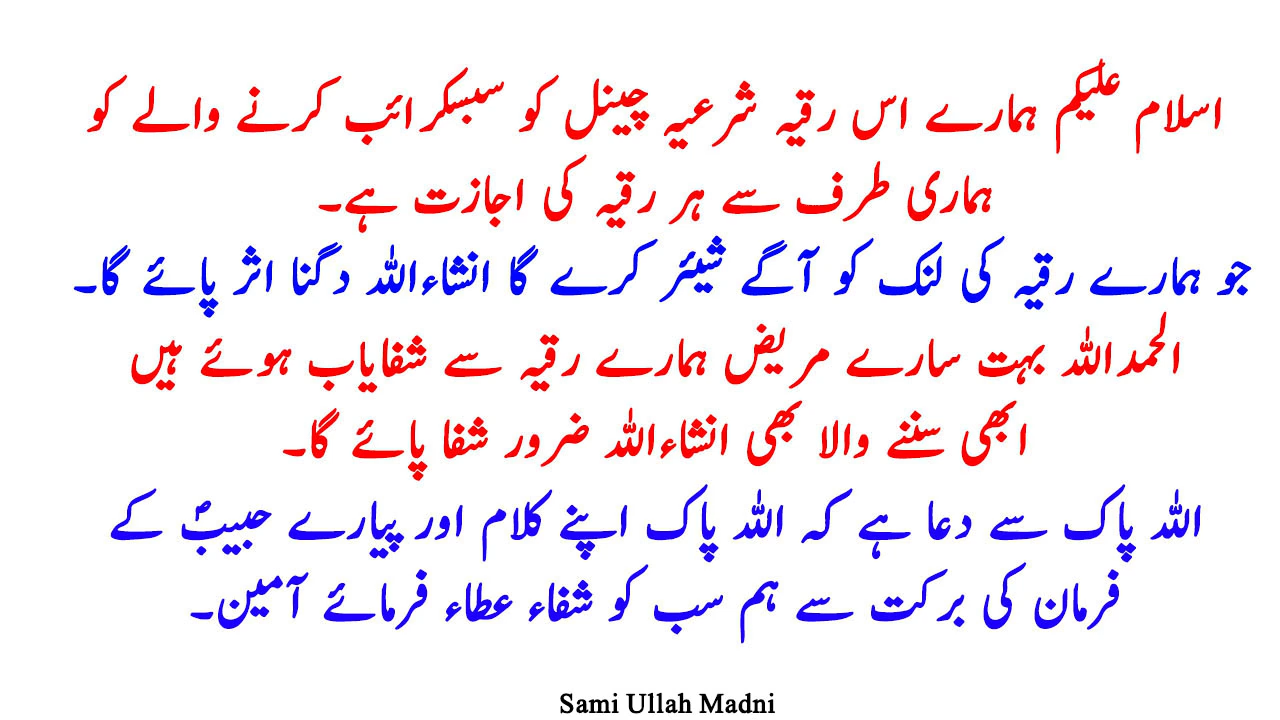 اسلام علیکم ہمارے اس رقیہ شرعیہ چینل کو سبسکرائب کرنے والے کو
ہماری طرف سے ہر رقیہ کی اجازت ہے۔
جو ہمارے رقیہ کی لنک کو آگے شیئر کرے گا انشاءاللہ دگنا اثر پائے گا۔
الحمداللہ بہت سارے مریض ہمارے رقیہ سے شفایاب ہوئے ہیں
ابھی سننے والا بھی انشاءاللہ ضرور شفا پائے گا۔
اللہ پاک سے دعا ہے کہ اللہ پاک اپنے کلام اور پیارے حبیبؐ کے
فرمان کی برکت سے ہم سب کو شفاء عطاء فرمائے آمین۔
Sami Ullah Madni